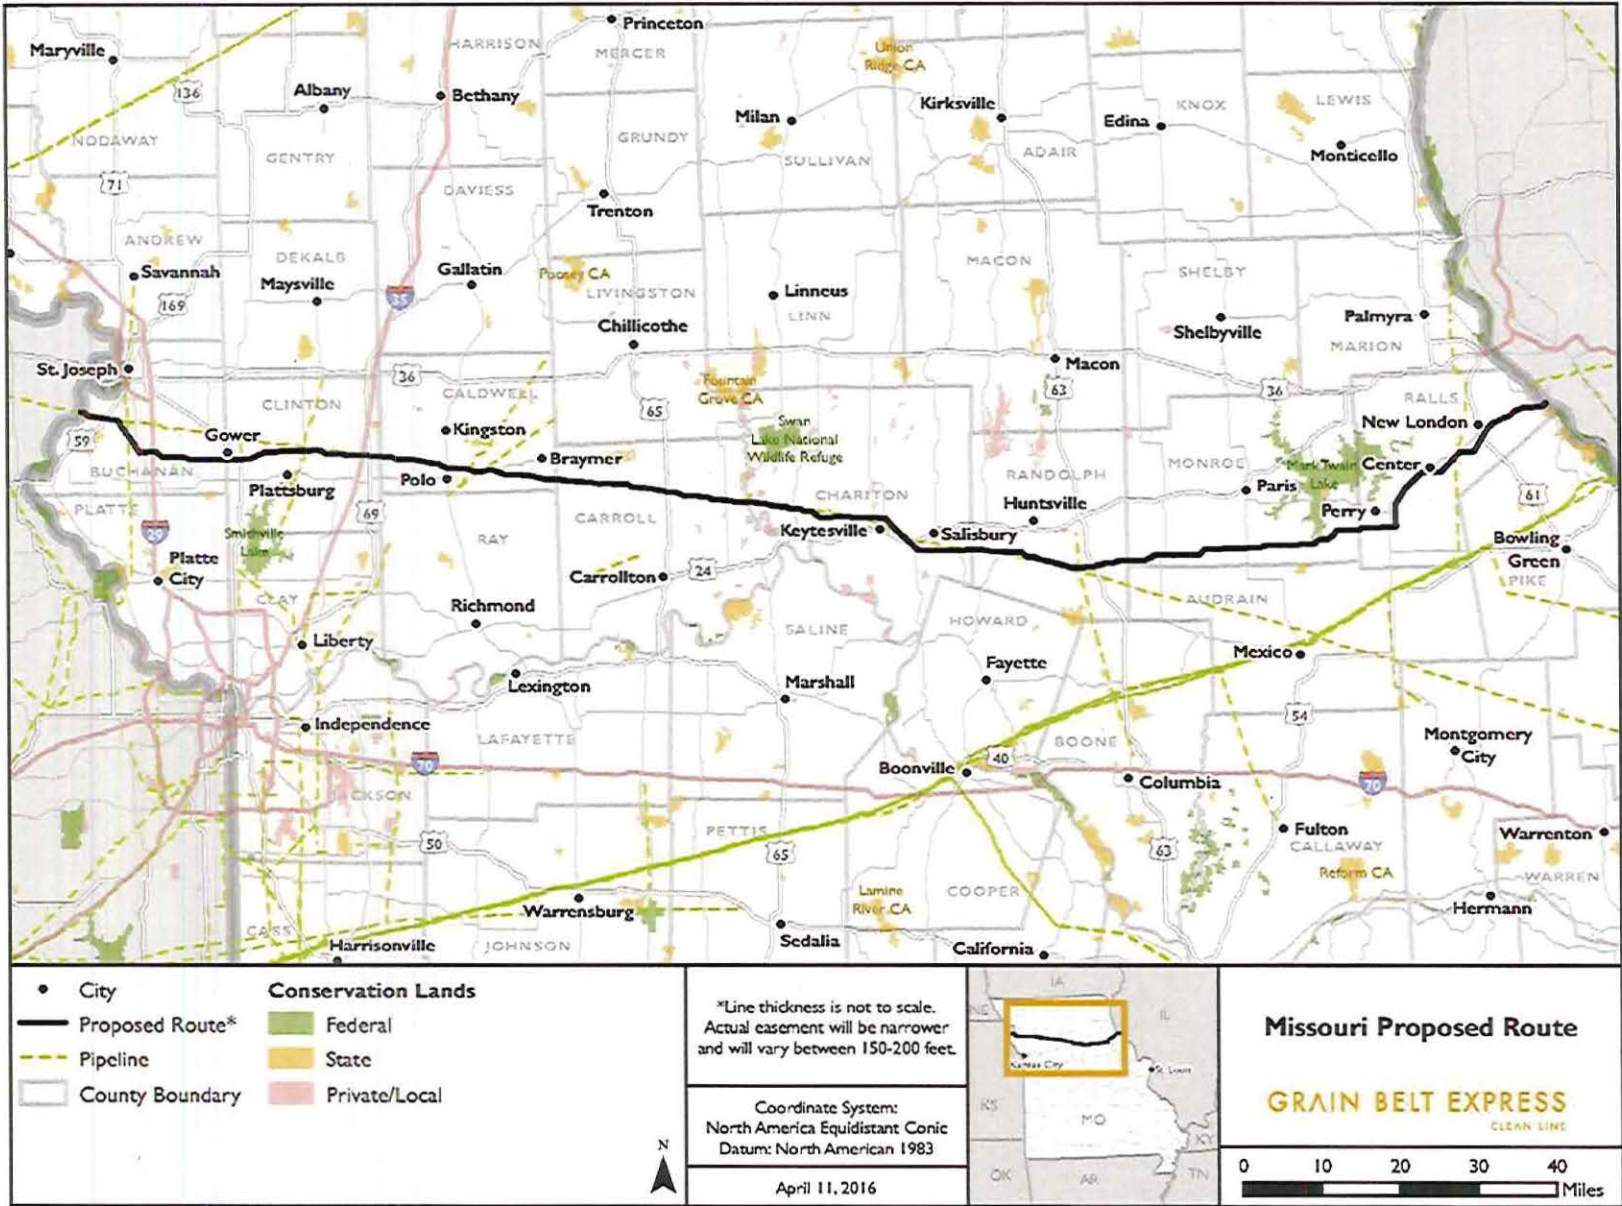 Princeton
HARRISON
MERCER
Maryville
Union
Ridge CA
136
Albany
Bethany
Milan
Kirksville
Edina
KNOX
LEWIS
NODAWAY
GENTRY
GRUNDY
SULLIVAN
ADAIR
Monticello
71
DAVIESS
Trenton
ANDREW
DEKALB
MACON
SHELBY
Savannah
Maysville
Gallatin
Poosey CA
LIVINGSTON
Linneus
LINN
169
35
Chillicothe
Shelbyville
Palmyra
MARION
St. Joseph
36
CALDWELL
Fountain
Grove CA
Macon
63
36
RALLS
CLINTON
65
Swan
Lake National
Wildlife Refuge
New London
59
Gower
Kingston
Braymer
BUCHANAN
Plattsburg
Polo
CHARITON
RANDOLPH
MONROE
Mark Twain
Lake
Center
Paris
Perry
61
PLATTE
69
CARROLL
Keytesville
Salisbury
Huntsville
29
Smithville
Lake
RAY
Bowling
Green
Platte
City
Carrollton
24
PIKE
CLAY
Richmond
SALINE
HOWARD
AUDRAIN
Liberty
Lexington
Marshall
Fayette
Mexico
Independence
LAFAYETTE
54
70
Boonville
40
BOONE
Columbia
Montgomery
City
70
JACKSON
50
PETTIS
65
63
Fulton
CALLAWAY
Warrenton
Reform CA
WARREN
Warrensburg
Lamine
River CA
COOPER
Hermann
CASS
Harrisonville
JOHNSON
Sedalia
California
City
Proposed Route*
Pipeline
County Boundary
Conservation Lands
Federal
State
Private/Local
N
*Line thickness is not to scale.
Actual easement will be narrower
and will vary between 150-200 feet.
Coordinate System:
North America Equidistant Conic
Datum: North American 1983
April 11, 2016
IA
NE
IL
Kansas City
St. Louis
KS
MO
KY
OK
AR
TN
Missouri Proposed Route
GRAIN BELT EXPRESS
CLEAN LINE
0 10 20 30 40
Miles